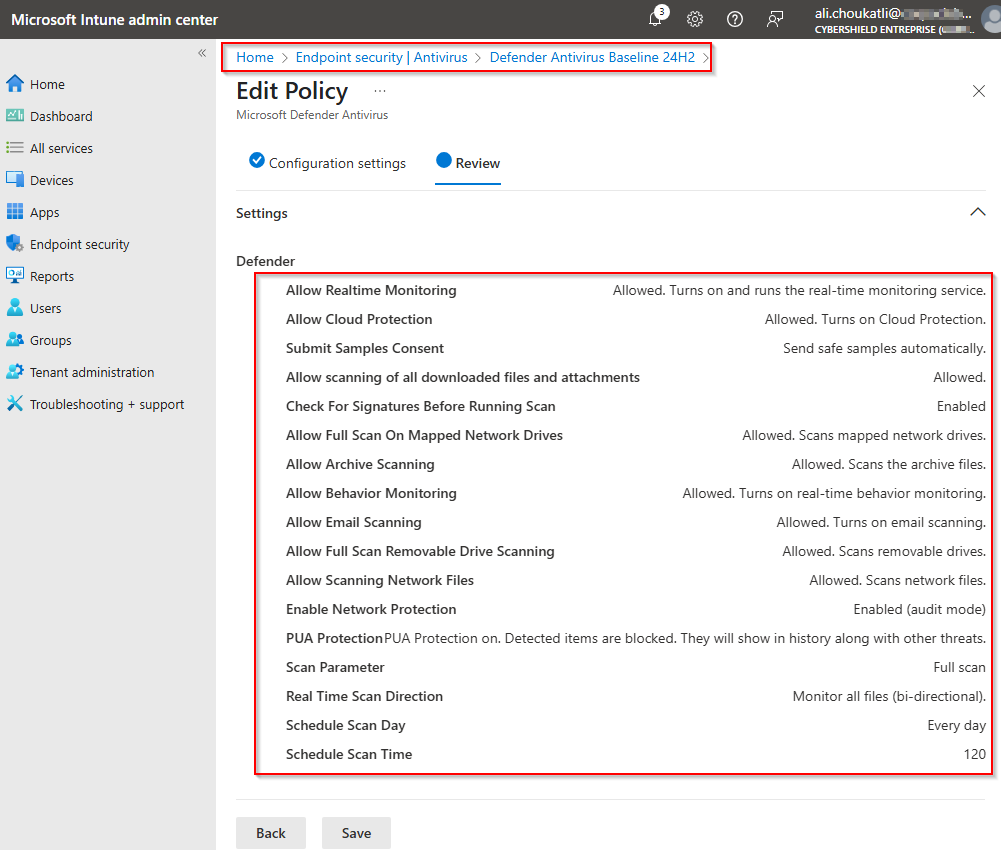 Microsoft Intune admin center
3
ali.choukatli@
CYBERSHIELD ENTREPRISE (
Home
Dashboard
All services
Devices
Apps
Endpoint security
Reports
Users
Groups
Tenant administration
Troubleshooting + support
Home > Endpoint security | Antivirus > Defender Antivirus Baseline 24H2 >
Edit Policy ...
Microsoft Defender Antivirus
Configuration settings Review
Settings
Defender
Allow Realtime Monitoring Allowed. Turns on and runs the real-time monitoring service.
Allow Cloud Protection Allowed. Turns on Cloud Protection.
Submit Samples Consent Send safe samples automatically.
Allow scanning of all downloaded files and attachments Allowed.
Check For Signatures Before Running Scan Enabled
Allow Full Scan On Mapped Network Drives Allowed. Scans mapped network drives.
Allow Archive Scanning Allowed. Scans the archive files.
Allow Behavior Monitoring Allowed. Turns on real-time behavior monitoring.
Allow Email Scanning Allowed. Turns on email scanning.
Allow Full Scan Removable Drive Scanning Allowed. Scans removable drives.
Allow Scanning Network Files Allowed. Scans network files.
Enable Network Protection Enabled (audit mode)
PUA Protection PUA Protection on. Detected items are blocked. They will show in history along with other threats.
Scan Parameter Full scan
Real Time Scan Direction Monitor all files (bi-directional).
Schedule Scan Day Every day
Schedule Scan Time 120
Back Save